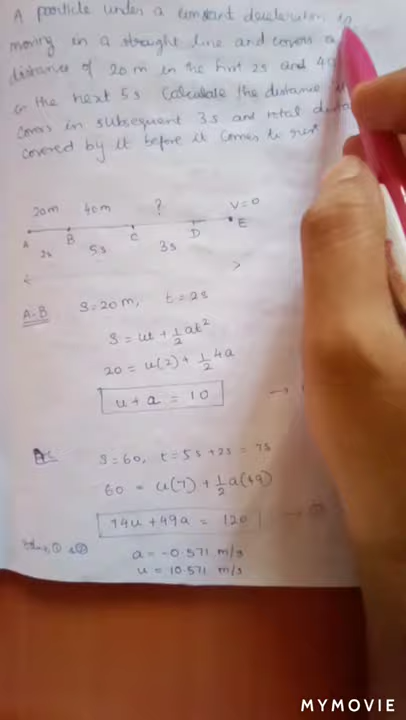 A particle under a constant deceleration is
moving in a straight line and covers a
distance of 20m in the first 2s and 40
in the next 5s Calculate the distance it
covers in subsequent 3s and total dista
covered by it before it comes to rest
20m 40m ? V=0
A B C D E
2s 5s 3s
A-B S=20m, t=2s
S = ut + 1/2 at²
20 = u(2) + 1/2 4a
u + a = 10
S=60, t=5s+2s = 7s
60 = u(7) + 1/2 a(49)
14u + 49a = 120
a = -0.571 m/s
u = 10.571 m/s
MYMOVIE